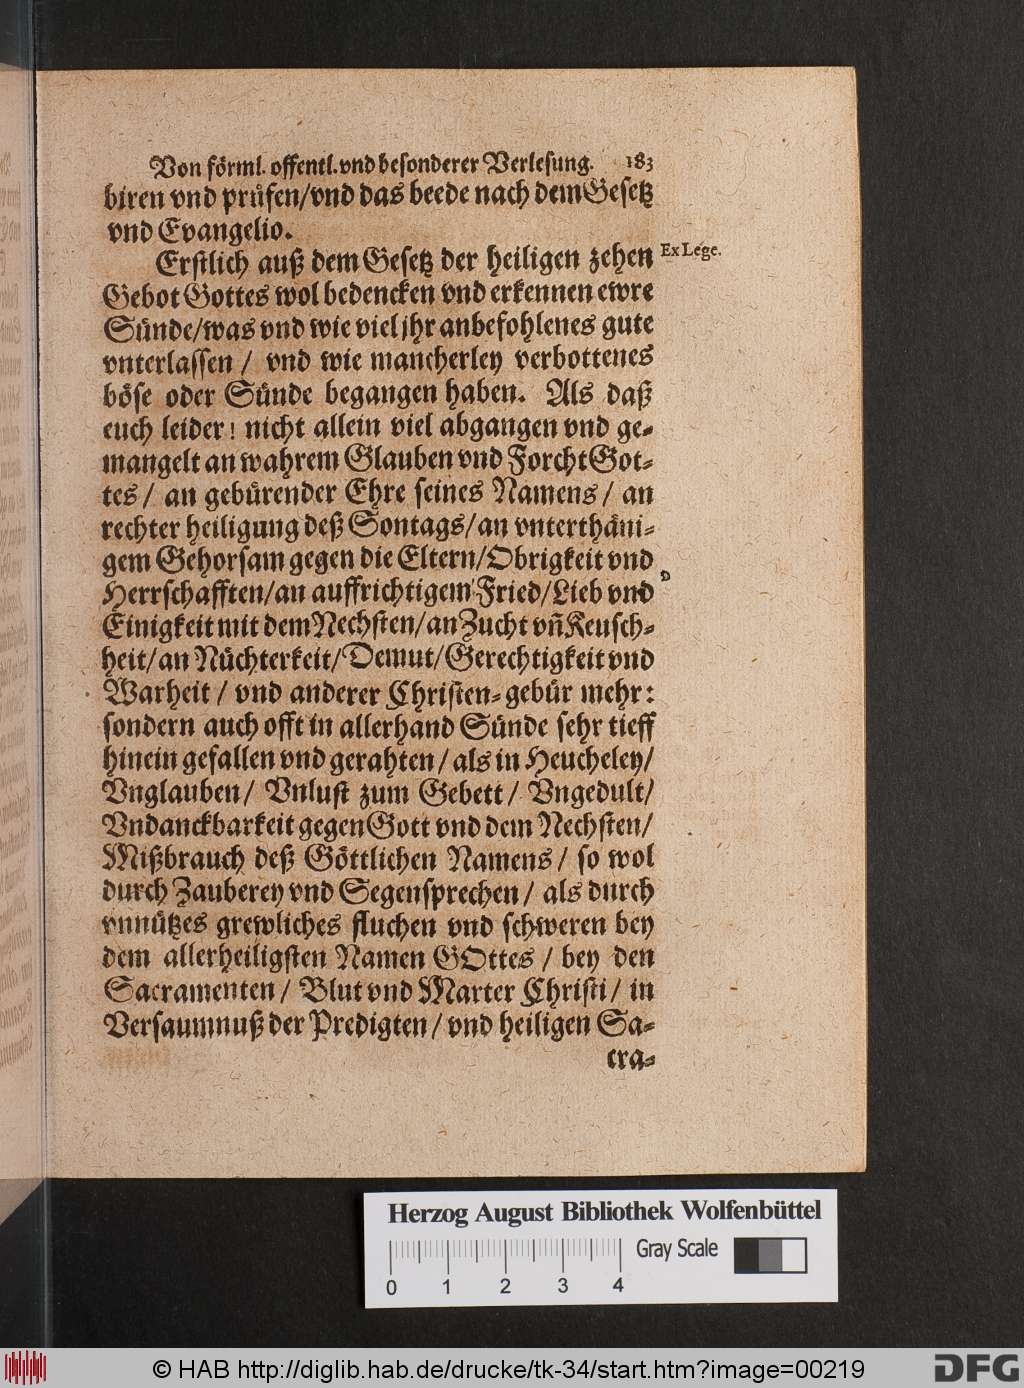 Von förml. offentl. vnd besonderer Verlesung. 183
biren vnd prüfen/vnd das beede nach dem Gesetz
vnd Evangelio.
Erstlich auß dem Gesetz der heiligen zehen
Ex Lege.
Gebot Gottes wol bedencken vnd erkennen ewre
Sünde/was vnd wie viel jhr anbefohlenes gute
vnterlassen / vnd wie mancherley verbottenes
böse oder Sünde begangen haben. Als daß
euch leider! nicht allein viel abgangen vnd ge-
mangelt an wahrem Glauben vnd Forcht Got-
tes / an gebürender Ehre seines Namens / an
rechter heiligung deß Sontags/an vnterthäni-
gem Gehorsam gegen die Eltern/Obrigkeit vnd
Herrschafften/an auffrichtigem Fried/Lieb vnd
Einigkeit mit dem Nechsten/an Zucht vñ Keusch-
heit/an Nüchterkeit/Demut/Gerechtigkeit vnd
Warheit / vnd anderer Christen-gebür mehr:
sondern auch offt in allerhand Sünde sehr tieff
hinein gefallen vnd gerahten / als in Heucheley/
Vnglauben/ Vnlust zum Gebett/ Vngedult/
Vndanckbarkeit gegen Gott vnd dem Nechsten/
Mißbrauch deß Göttlichen Namens / so wol
durch Zauberey vnd Segensprechen / als durch
vnnützes grewliches fluchen vnd schweren bey
dem allerheiligsten Namen GOttes / bey den
Sacramenten / Blut vnd Marter Christi / in
Versaumnuß der Predigten / vnd heiligen Sa-
cra-
Herzog August Bibliothek Wolfenbüttel
Gray Scale
0 1 2 3 4
© HAB http://diglib.hab.de/drucke/tk-34/start.htm?image=00219
DFG